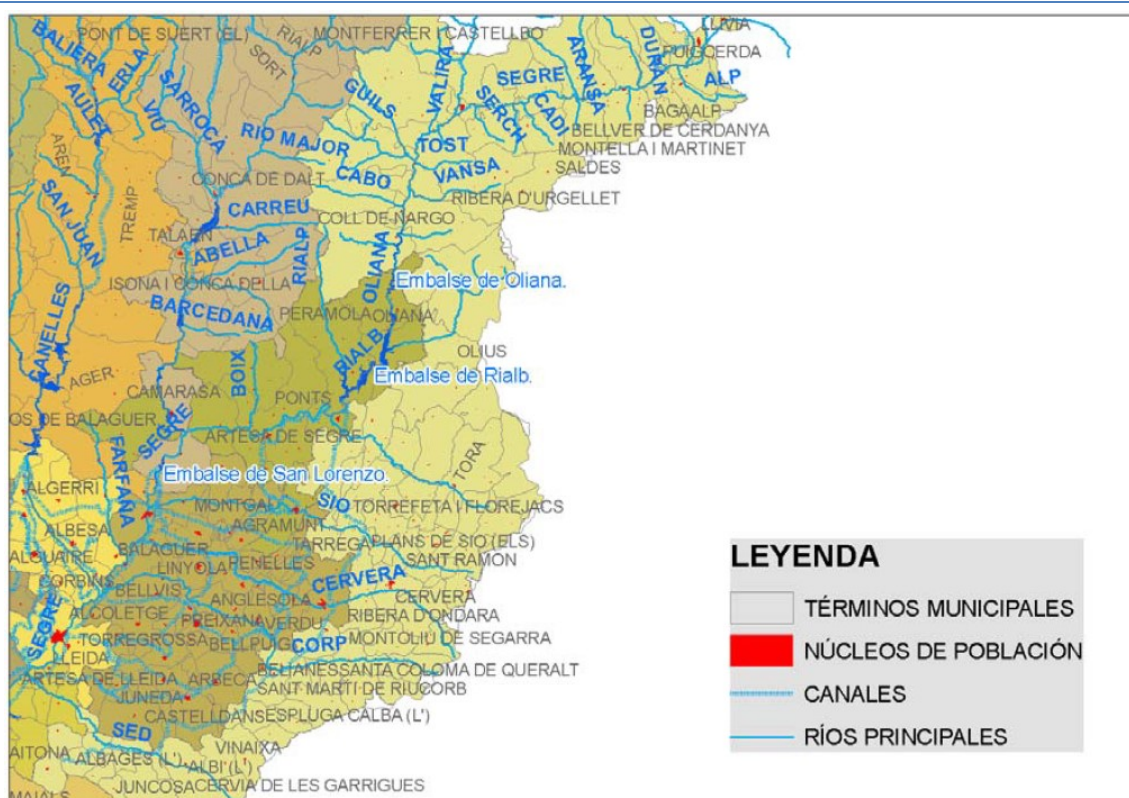 LLIVIA
PONT DE SUERT (EL)
RIALP
MONTFERRER I CASTELLBO
BALIERA
ERLA
SORT
PUIGCERDA
DURAN
ARANSA
SEGRE
VALIRA
ALP
AULET
VIU
SARROCA
GUILS
SERCH
CADI
BAGA
ALP
BELLVER DE CERDANYA
RIO MAJOR
TOST
MONTELLA I MARTINET
AREN
CONCA DE DALT
CABO
VANSA
SALDES
SAN JUAN
TREMP
CARREU
RIBERA D'URGELLET
COLL DE NARGO
TALARN
ABELLA
RIALP
OLIANA
ISONA I CONCA DELLA
Embalse de Oliana.
BARCEDANA
PERAMOLA
OLIANA
CANELLES
BOIX
RIALB
OLIUS
AGER
CAMARASA
Embalse de Rialb.
PONTS
OS DE BALAGUER
SEGRE
ARTESA DE SEGRE
FARFAÑA
TORA
Embalse de San Lorenzo.
ALGERRI
MONTGAI
SIO
TORREFETA I FLOREJACS
ALBESA
AGRAMUNT
TARREGA
PLANS DE SIO (ELS)
ALGUAIRE
BALAGUER
PENELLES
SANT RAMON
LINYOLA
CORBINS
BELLVIS
CERVERA
CERVERA
ANGLESOLA
ALCOLETGE
PREIXANA
VERDU
RIBERA D'ONDARA
SEGRE
TORREGROSSA
BELLPUIG
CORP
MONTOLIU DE SEGARRA
LLEIDA
BELIANES
SANTA COLOMA DE QUERALT
ARTESA DE LLEIDA
ARBECA
SANT MARTI DE RIUCORB
JUNEDA
CASTELLDANS
ESPLUGA CALBA (L')
SED
VINAIXA
AITONA
ALBAGES (L')
ALBI (L')
JUNCOSA
CERVIA DE LES GARRIGUES
MAIALS
LEYENDA
TÉRMINOS MUNICIPALES
NÚCLEOS DE POBLACIÓN
CANALES
RÍOS PRINCIPALES